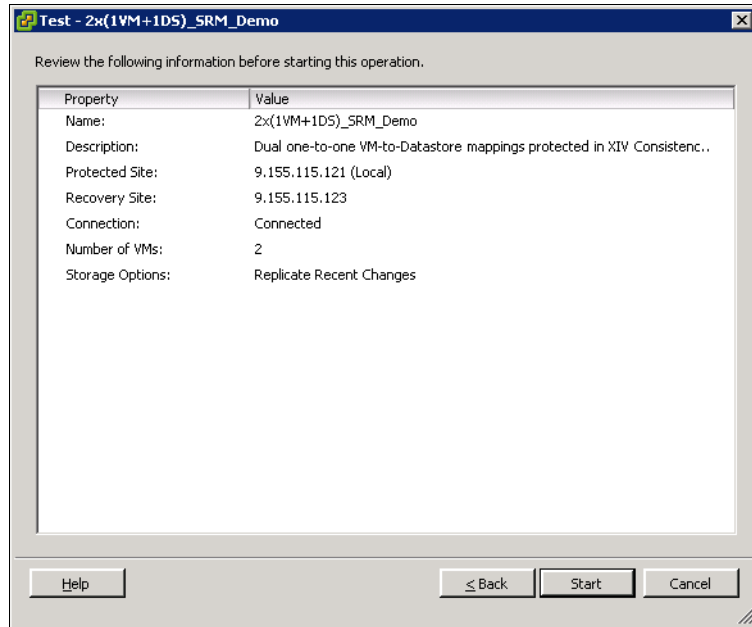 Test - 2x(1VM+1DS)_SRM_Demo
Review the following information before starting this operation.
Property Value
Name: 2x(1VM+1DS)_SRM_Demo
Description: Dual one-to-one VM-to-Datastore mappings protected in XIV Consistenc..
Protected Site: 9.155.115.121 (Local)
Recovery Site: 9.155.115.123
Connection: Connected
Number of VMs: 2
Storage Options: Replicate Recent Changes
Help < Back Start Cancel